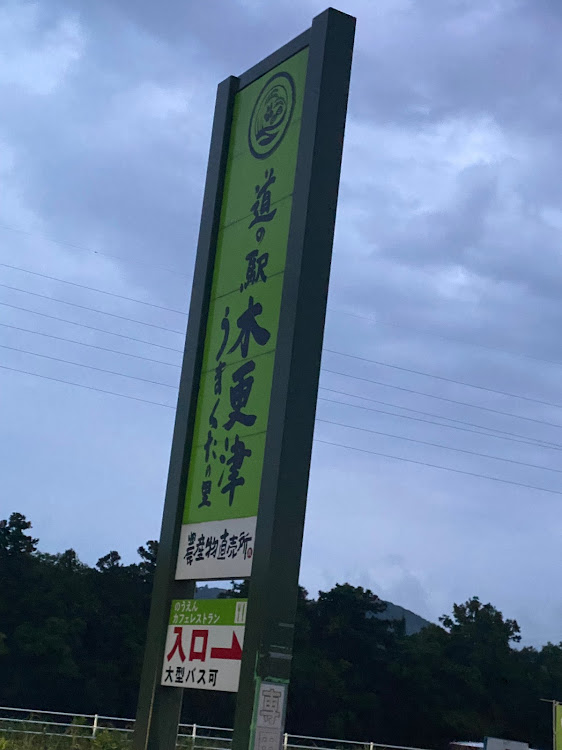 道の駅
木更津
うまくたの里
農産物直売所
のうえん
カフェレストラン
入口
大型バス可
専